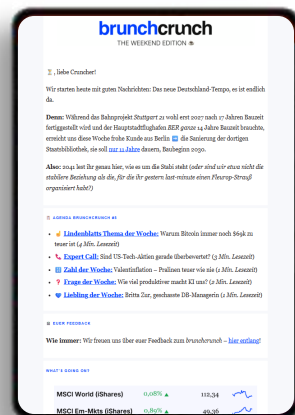 brunchcrunch
THE WEEKEND EDITION
, liebe Cruncher!
Wir starten heute mit guten Nachrichten: Das neue Deutschland-Tempo, es ist endlich
da.
Denn: Während das Bahnprojekt Stuttgart 21 wohl erst 2027 nach 17 Jahren Bauzeit
fertiggestellt wird und der Hauptstadtflughafen BER ganze 14 Jahre Bauzeit brauchte,
erreicht uns diese Woche frohe Kunde aus Berlin ➡️ die Sanierung der dortigen
Staatsbibliothek, sie soll nur 11 Jahre dauern, Baubeginn 2030.
Also: 2041 lest ihr genau hier, wie es um die Stabi steht (oder sind wir etwa nicht die
stabilere Beziehung als die, für die ihr gestern last-minute einen Fleurop-Strauß
organisiert habt?)
AGENDA BRUNCHCRUNCH #8
Lindenblatts Thema der Woche: Warum Bitcoin immer noch $69k zu
teuer ist (4 Min. Lesezeit)
Expert Call: Sind US-Tech-Aktien gerade überbewertet? (3 Min. Lesezeit)
Zahl der Woche: Valentinflation – Pralinen teuer wie nie (1 Min. Lesezeit)
Frage der Woche: Wie viel produktiver macht KI uns? (2 Min. Lesezeit)
Liebling der Woche: Britta Zur, geschasste DB-Managerin (1 Min. Lesezeit)
EUER FEEDBACK
Wie immer: Wir freuen uns über euer Feedback zum brunchcrunch – hier entlang!
WHAT'S GOING ON?
MSCI World (iShares) 0,08% ▲ 112,34
MSCI Em-Mkts (iShares) 0,89% ▲ 49,36